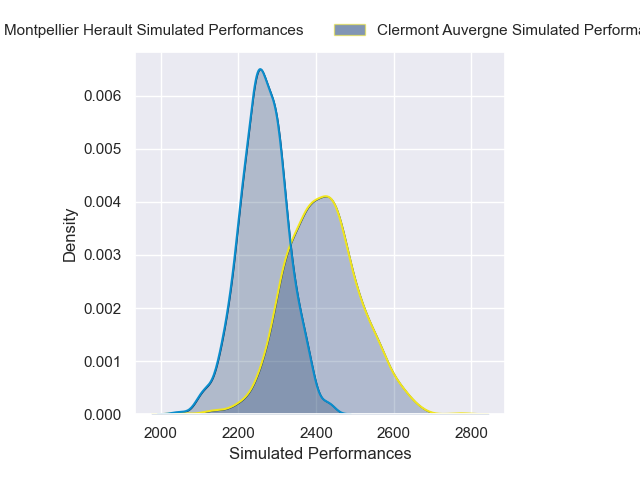 Montpellier Herault Simulated Performances
Clermont Auvergne Simulated
0.006
0.005
0.004
0.003
0.002
0.001
0.000
Density
2000 2200 2400 2600 2800
Simulated Performances